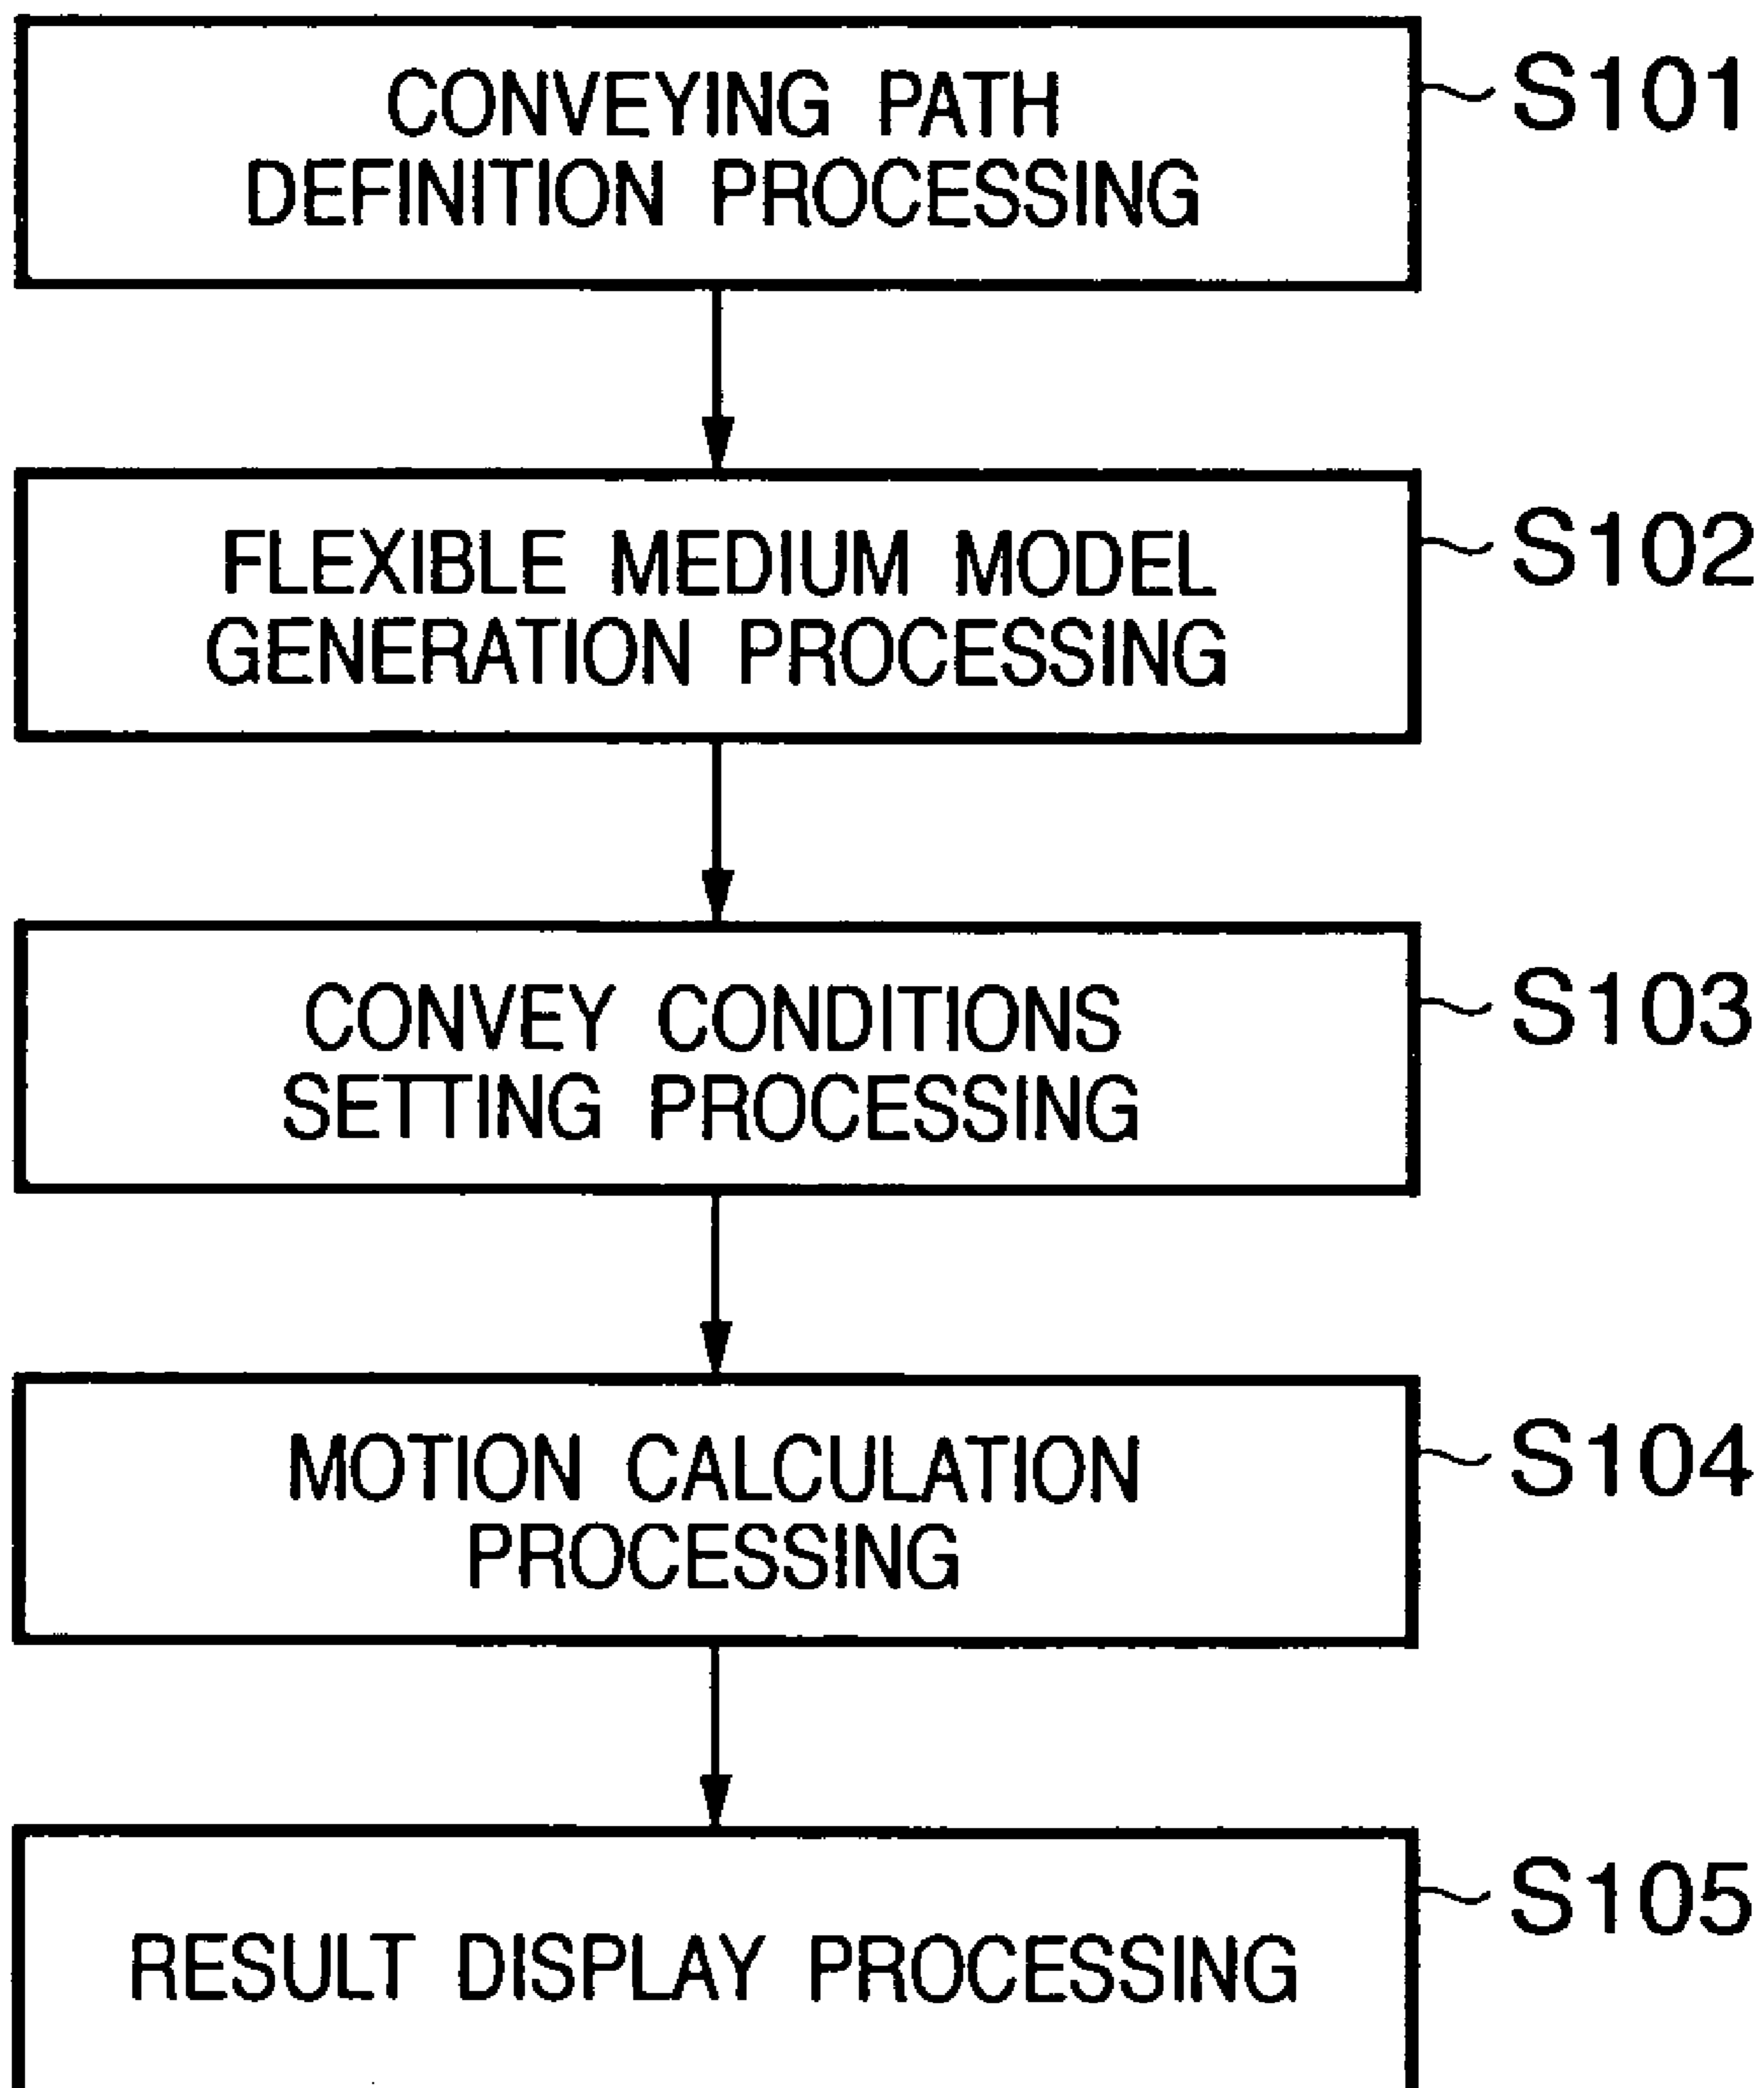 CONVEYING PATH
DEFINITION PROCESSING
S101
FLEXIBLE MEDIUM MODEL
GENERATION PROCESSING
S102
CONVEY CONDITIONS
SETTING PROCESSING
S103
MOTION CALCULATION
PROCESSING
S104
RESULT DISPLAY PROCESSING
S105